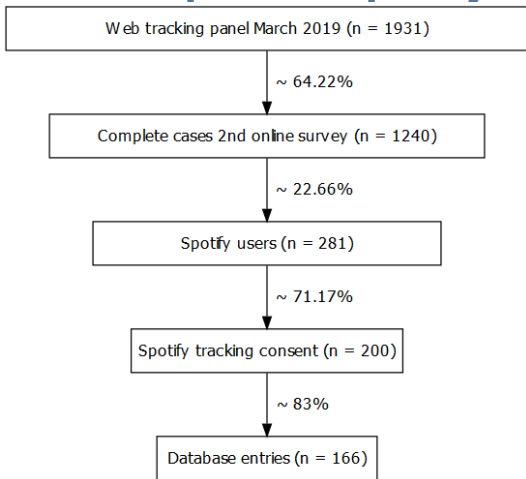 Web tracking panel March 2019 (n = 1931)
~ 64.22%
Complete cases 2nd online survey (n = 1240)
~ 22.66%
Spotify users (n = 281)
~ 71.17%
Spotify tracking consent (n = 200)
~ 83%
Database entries (n = 166)